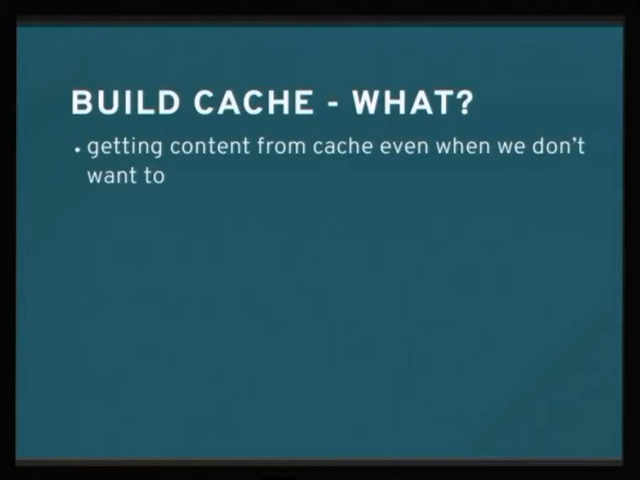 BUILD CACHE - WHAT?
• getting content from cache even when we don't
want to